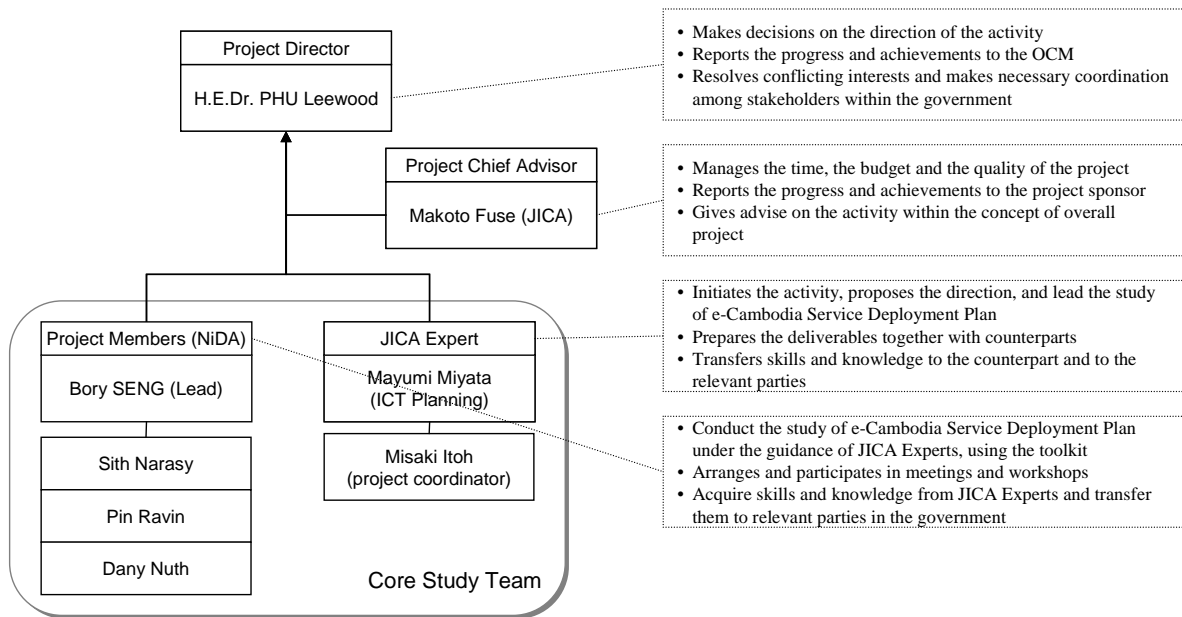 Project Director
H.E.Dr. PHU Leewood
• Makes decisions on the direction of the activity
• Reports the progress and achievements to the OCM
• Resolves conflicting interests and makes necessary coordination
among stakeholders within the government
Project Chief Advisor
Makoto Fuse (JICA)
• Manages the time, the budget and the quality of the project
• Reports the progress and achievements to the project sponsor
• Gives advise on the activity within the concept of overall
project
Project Members (NiDA)
Bory SENG (Lead)
Sith Narasy
Pin Ravin
Dany Nuth
JICA Expert
Mayumi Miyata
(ICT Planning)
Misaki Itoh
(project coordinator)
Core Study Team
• Initiates the activity, proposes the direction, and lead the study
of e-Cambodia Service Deployment Plan
• Prepares the deliverables together with counterparts
• Transfers skills and knowledge to the counterpart and to the
relevant parties
• Conduct the study of e-Cambodia Service Deployment Plan
under the guidance of JICA Experts, using the toolkit
• Arranges and participates in meetings and workshops
• Acquire skills and knowledge from JICA Experts and transfer
them to relevant parties in the government